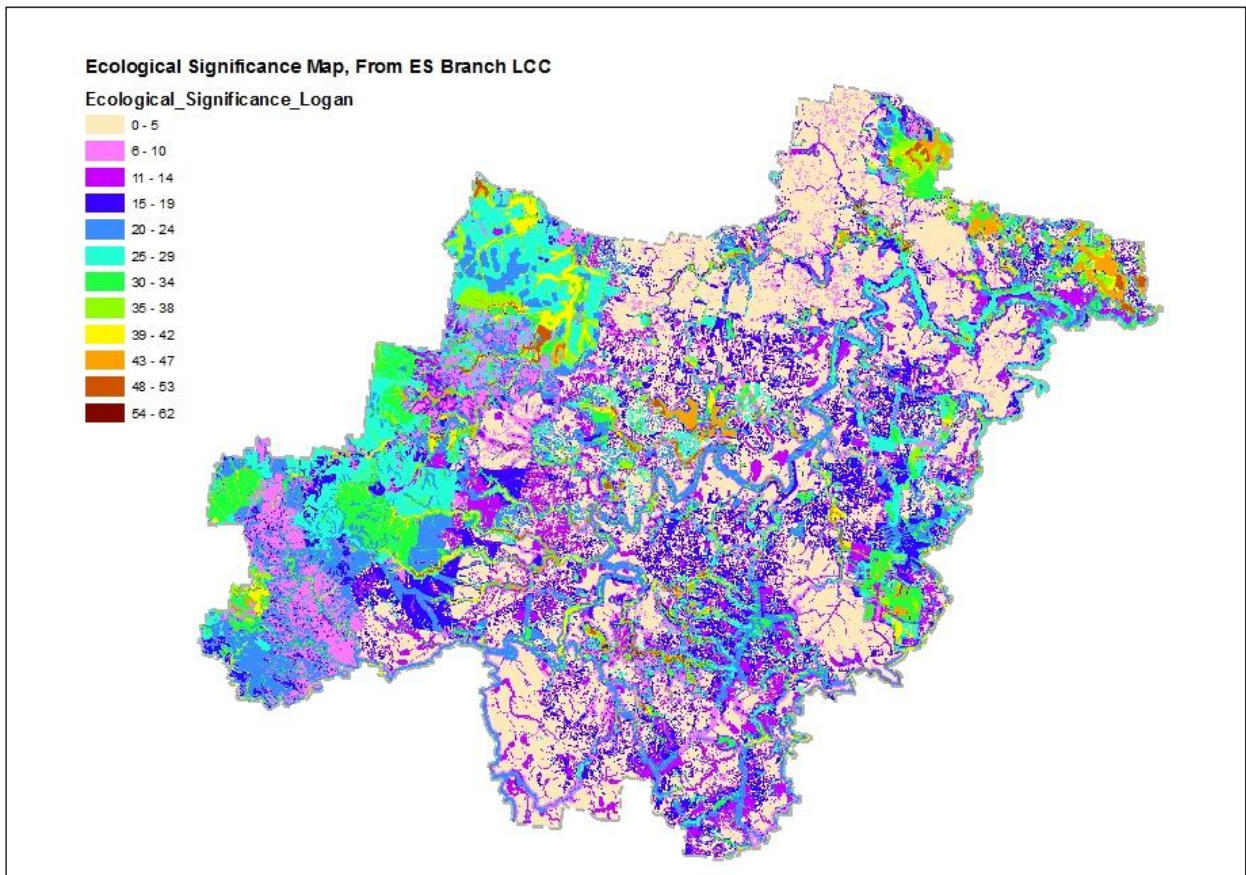 Ecological Significance Map, From ES Branch LCC
Ecological_Significance_Logan
0 - 5
6 - 10
11 - 14
15 - 19
20 - 24
25 - 29
30 - 34
35 - 38
39 - 42
43 - 47
48 - 53
54 - 62